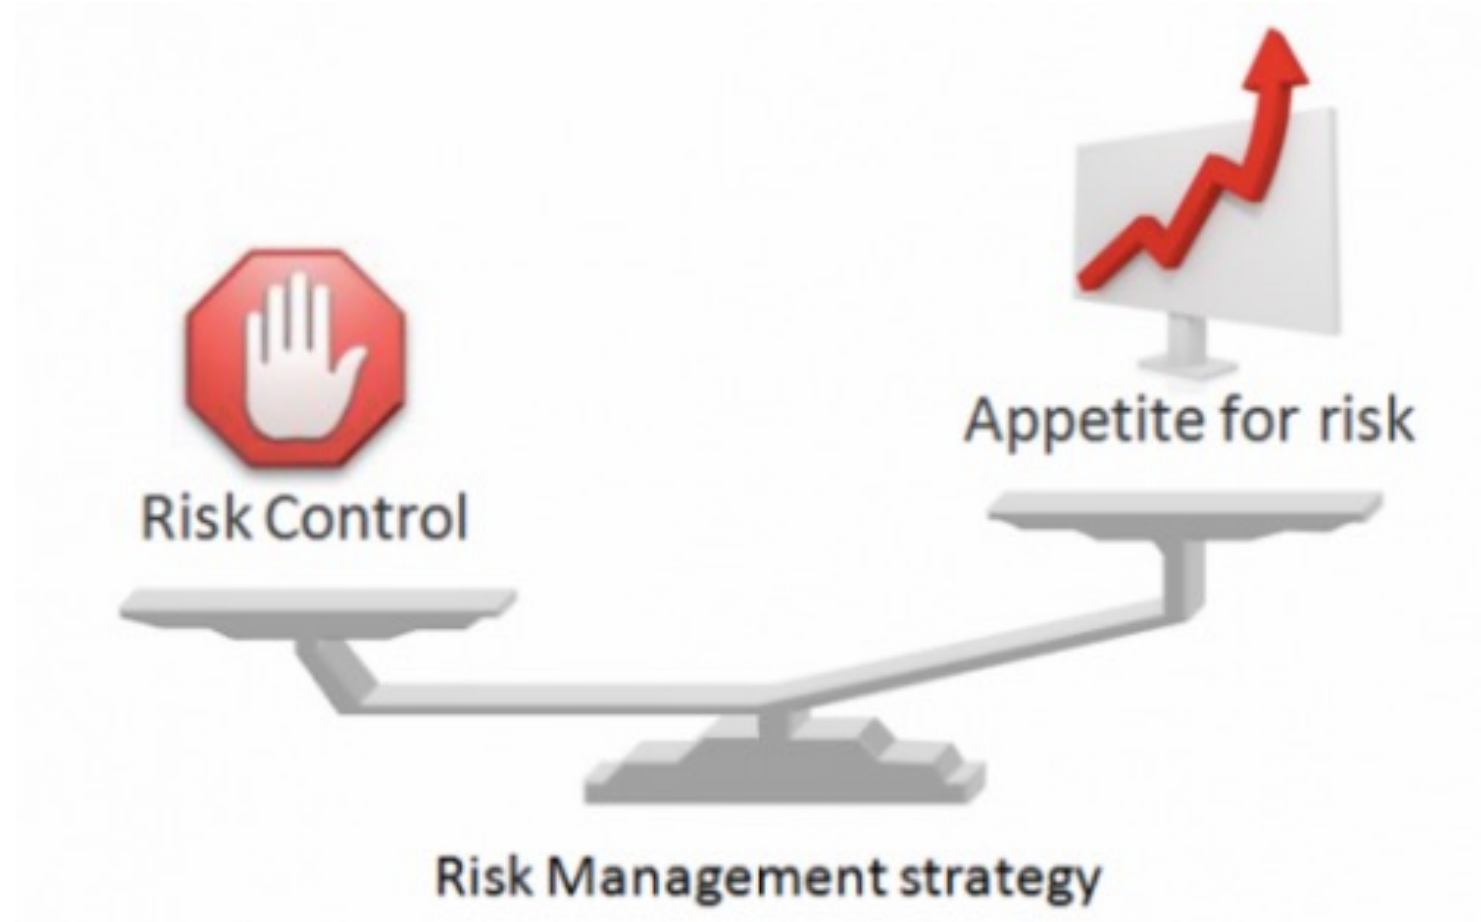 Appetite for risk
Risk Control
Risk Management strategy